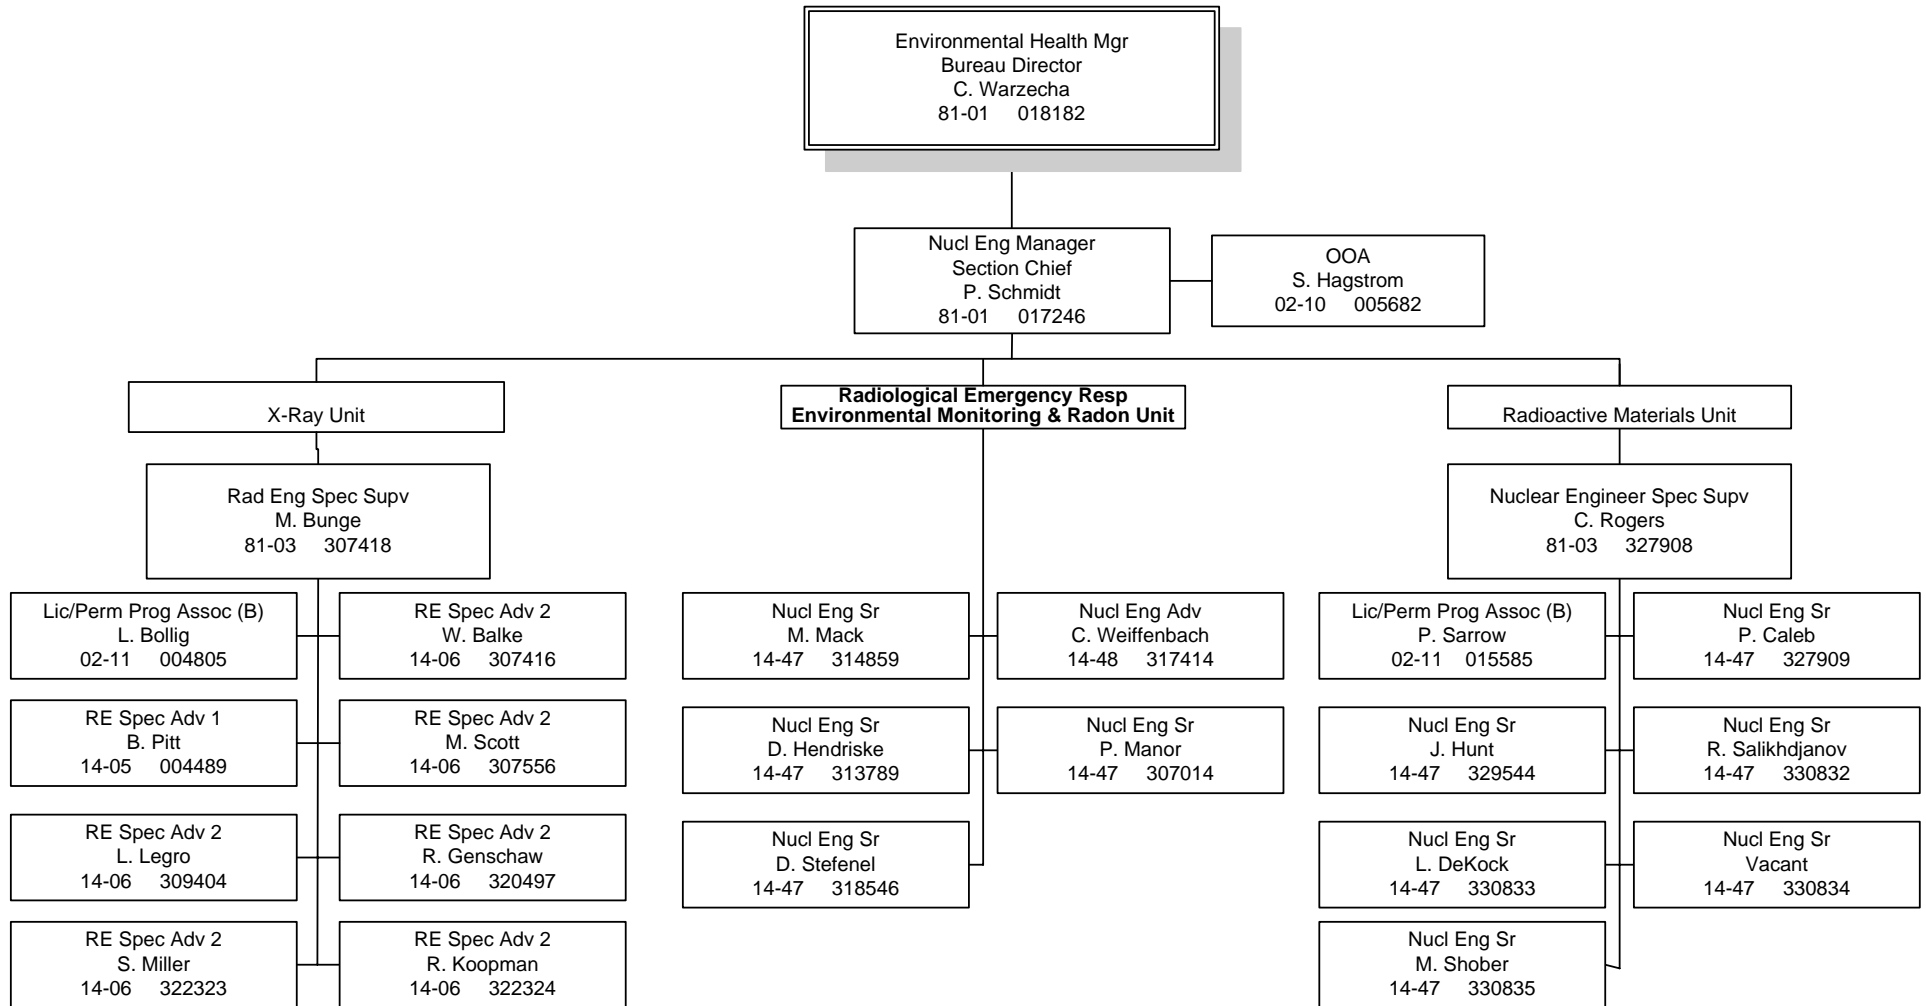 Environmental Health Mgr
Bureau Director
C. Warzecha
81-01 018182
Nucl Eng Manager
Section Chief
P. Schmidt
81-01 017246
OOA
S. Hagstrom
02-10 005682
X-Ray Unit
Radiological Emergency Resp
Environmental Monitoring & Radon Unit
Radioactive Materials Unit
Rad Eng Spec Supv
M. Bunge
81-03 307418
Nuclear Engineer Spec Supv
C. Rogers
81-03 327908
Lic/Perm Prog Assoc (B)
L. Bollig
02-11 004805
RE Spec Adv 2
W. Balke
14-06 307416
Nucl Eng Sr
M. Mack
14-47 314859
Nucl Eng Adv
C. Weiffenbach
14-48 317414
Lic/Perm Prog Assoc (B)
P. Sarrow
02-11 015585
Nucl Eng Sr
P. Caleb
14-47 327909
RE Spec Adv 1
B. Pitt
14-05 004489
RE Spec Adv 2
M. Scott
14-06 307556
Nucl Eng Sr
D. Hendriske
14-47 313789
Nucl Eng Sr
P. Manor
14-47 307014
Nucl Eng Sr
J. Hunt
14-47 329544
Nucl Eng Sr
R. Salikhdjanov
14-47 330832
RE Spec Adv 2
L. Legro
14-06 309404
RE Spec Adv 2
R. Genschaw
14-06 320497
Nucl Eng Sr
D. Stefenel
14-47 318546
Nucl Eng Sr
L. DeKock
14-47 330833
Nucl Eng Sr
Vacant
14-47 330834
RE Spec Adv 2
S. Miller
14-06 322323
RE Spec Adv 2
R. Koopman
14-06 322324
Nucl Eng Sr
M. Shober
14-47 330835